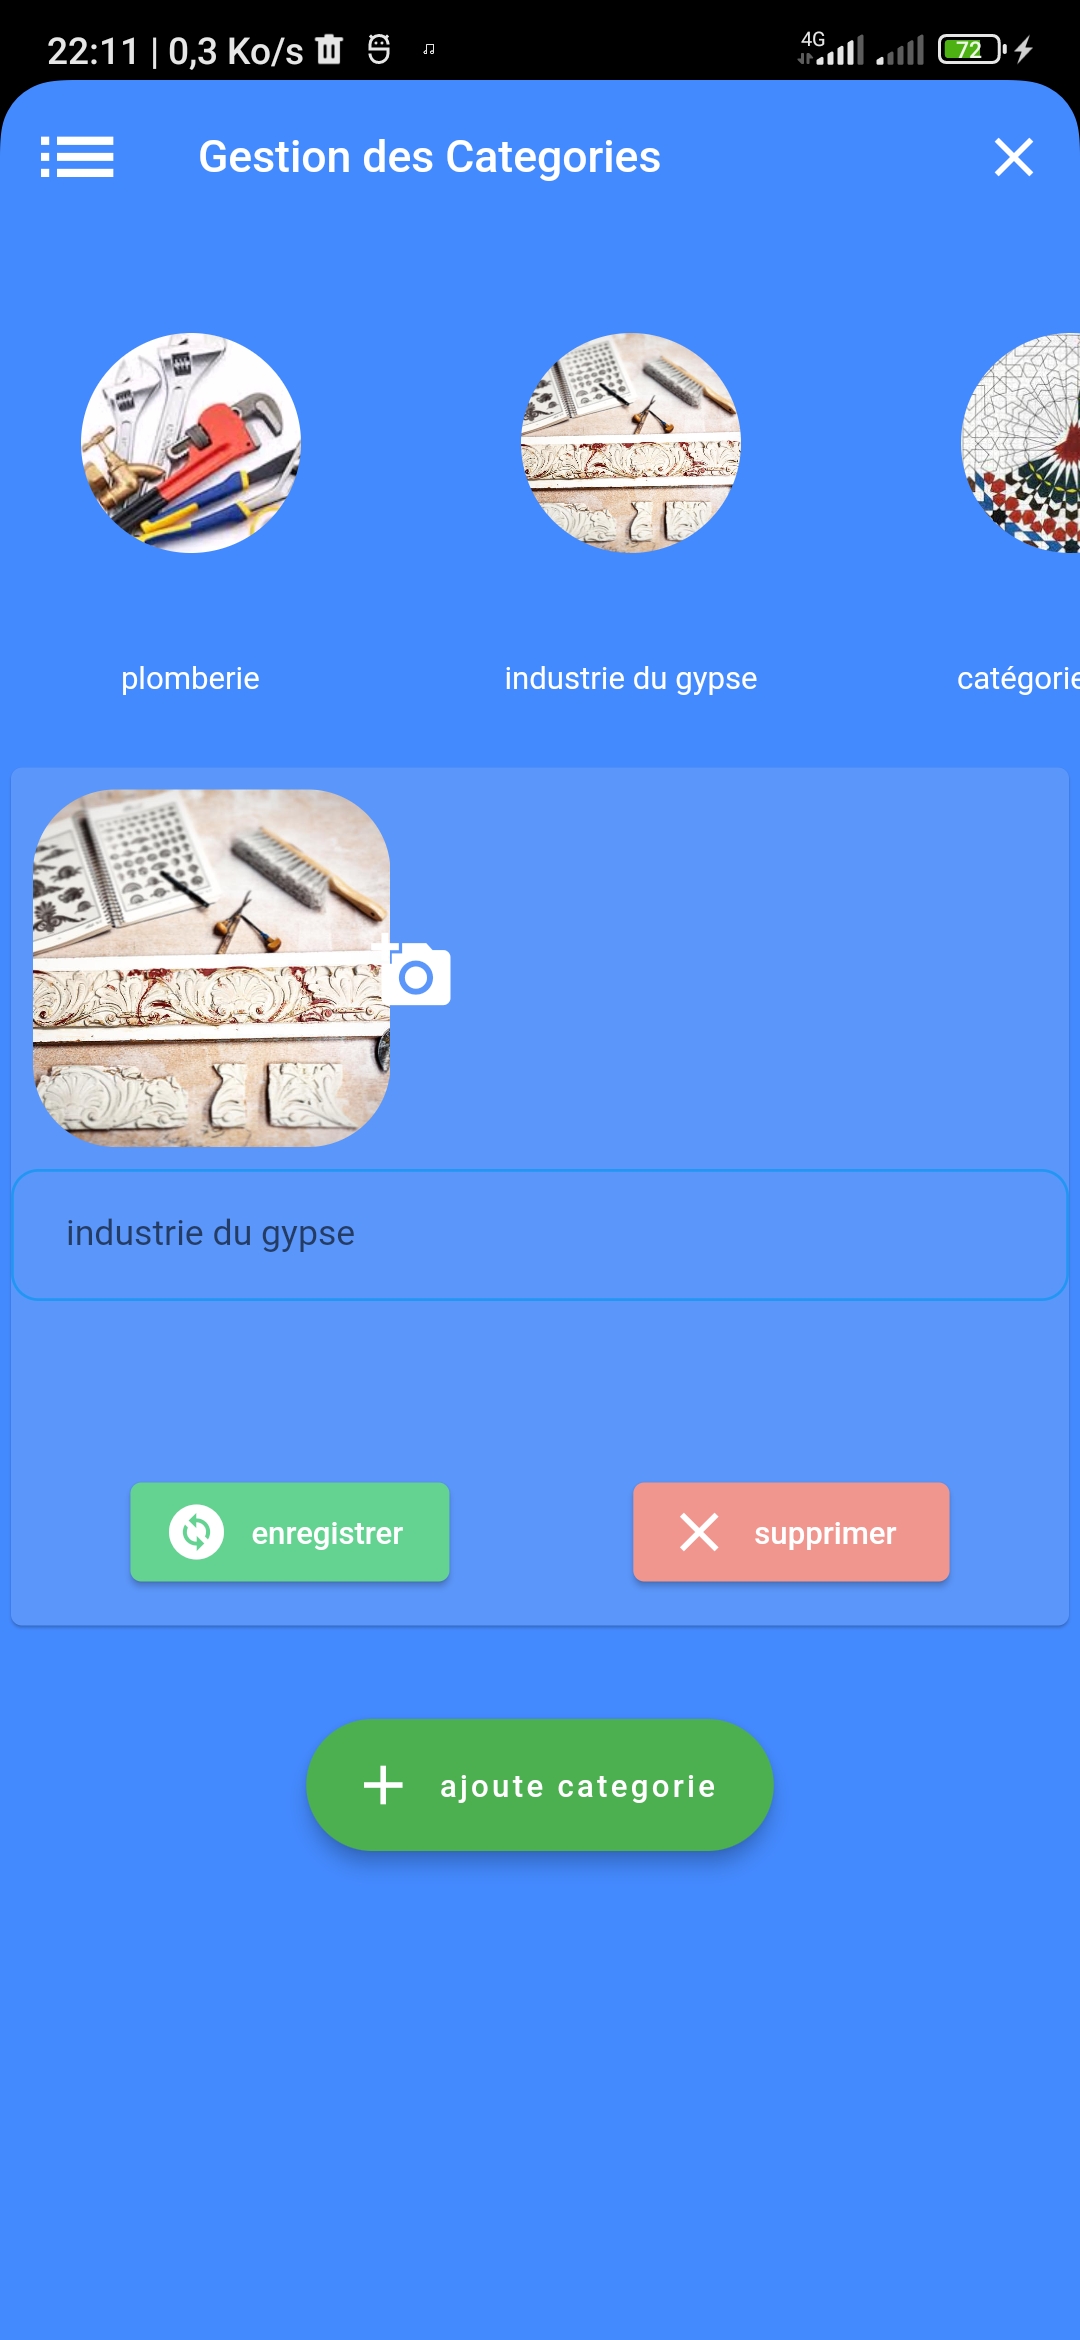 22:11 | 0,3 Ko/s 4G 72
Gestion des Categories
plomberie industrie du gypse catégorie
industrie du gypse
enregistrer supprimer
ajoute categorie